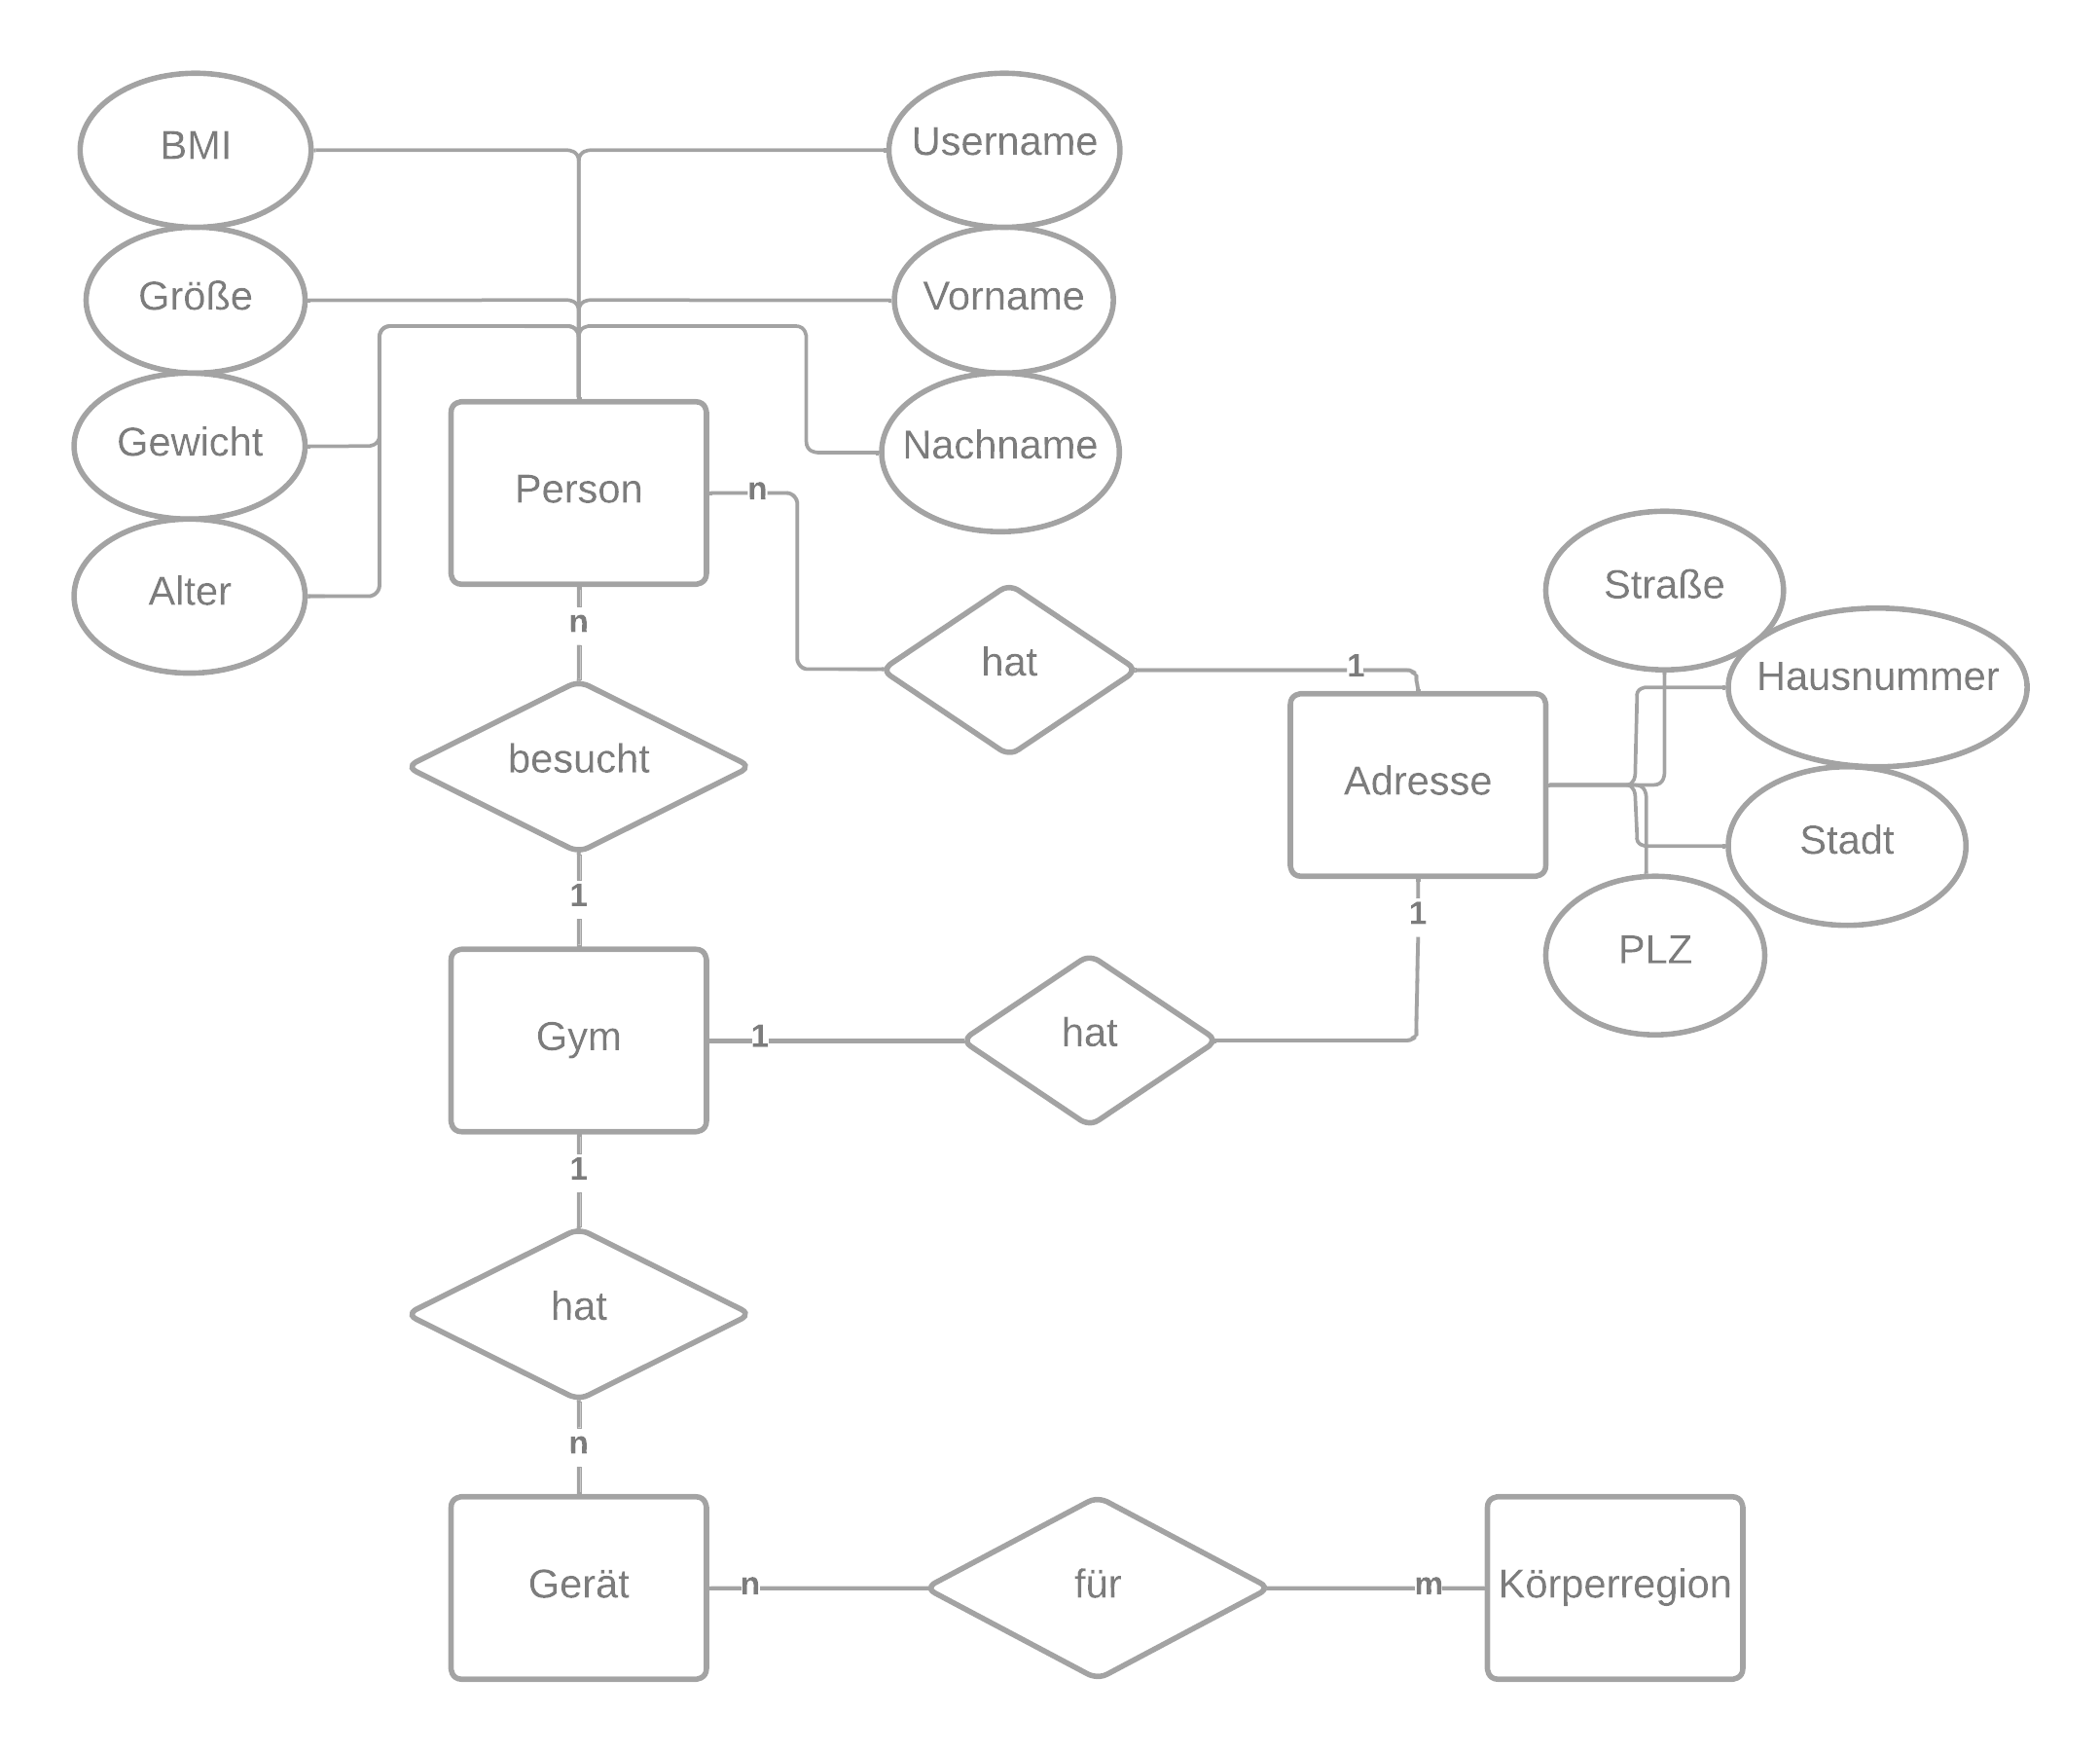 BMI
Username
Größe
Vorname
Gewicht
Nachname
Person
n
Alter
n
Straße
hat
1
Hausnummer
besucht
Adresse
Stadt
1
1
PLZ
Gym
1
hat
1
hat
n
Gerät
n
für
m
Körperregion